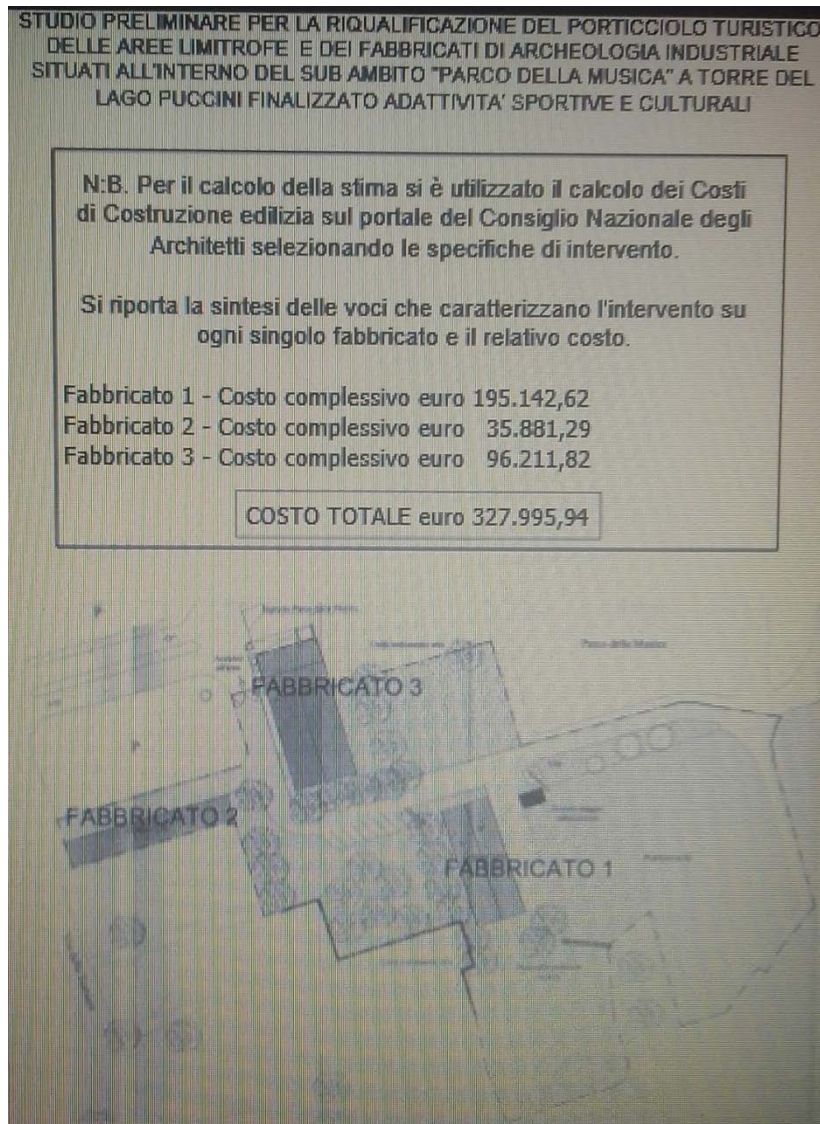 STUDIO PRELIMINARE PER LA RIQUALIFICAZIONE DEL PORTICCIOLO TURISTICO
DELLE AREE LIMITROFE E DEI FABBRICATI DI ARCHEOLOGIA INDUSTRIALE
SITUATI ALL'INTERNO DEL SUB AMBITO "PARCO DELLA MUSICA" A TORRE DEL
LAGO PUCCINI FINALIZZATO ADATTIVITA' SPORTIVE E CULTURALI
N:B. Per il calcolo della stima si è utilizzato il calcolo dei Costi
di Costruzione edilizia sul portale del Consiglio Nazionale degli
Architetti selezionando le specifiche di intervento.
Si riporta la sintesi delle voci che caratterizzano l'intervento su
ogni singolo fabbricato e il relativo costo.
Fabbricato 1 - Costo complessivo euro 195.142,62
Fabbricato 2 - Costo complessivo euro 35.881,29
Fabbricato 3 - Costo complessivo euro 96.211,82
COSTO TOTALE euro 327.995,94
Parco della Musica
FABBRICATO 3
FABBRICATO 2
FABBRICATO 1